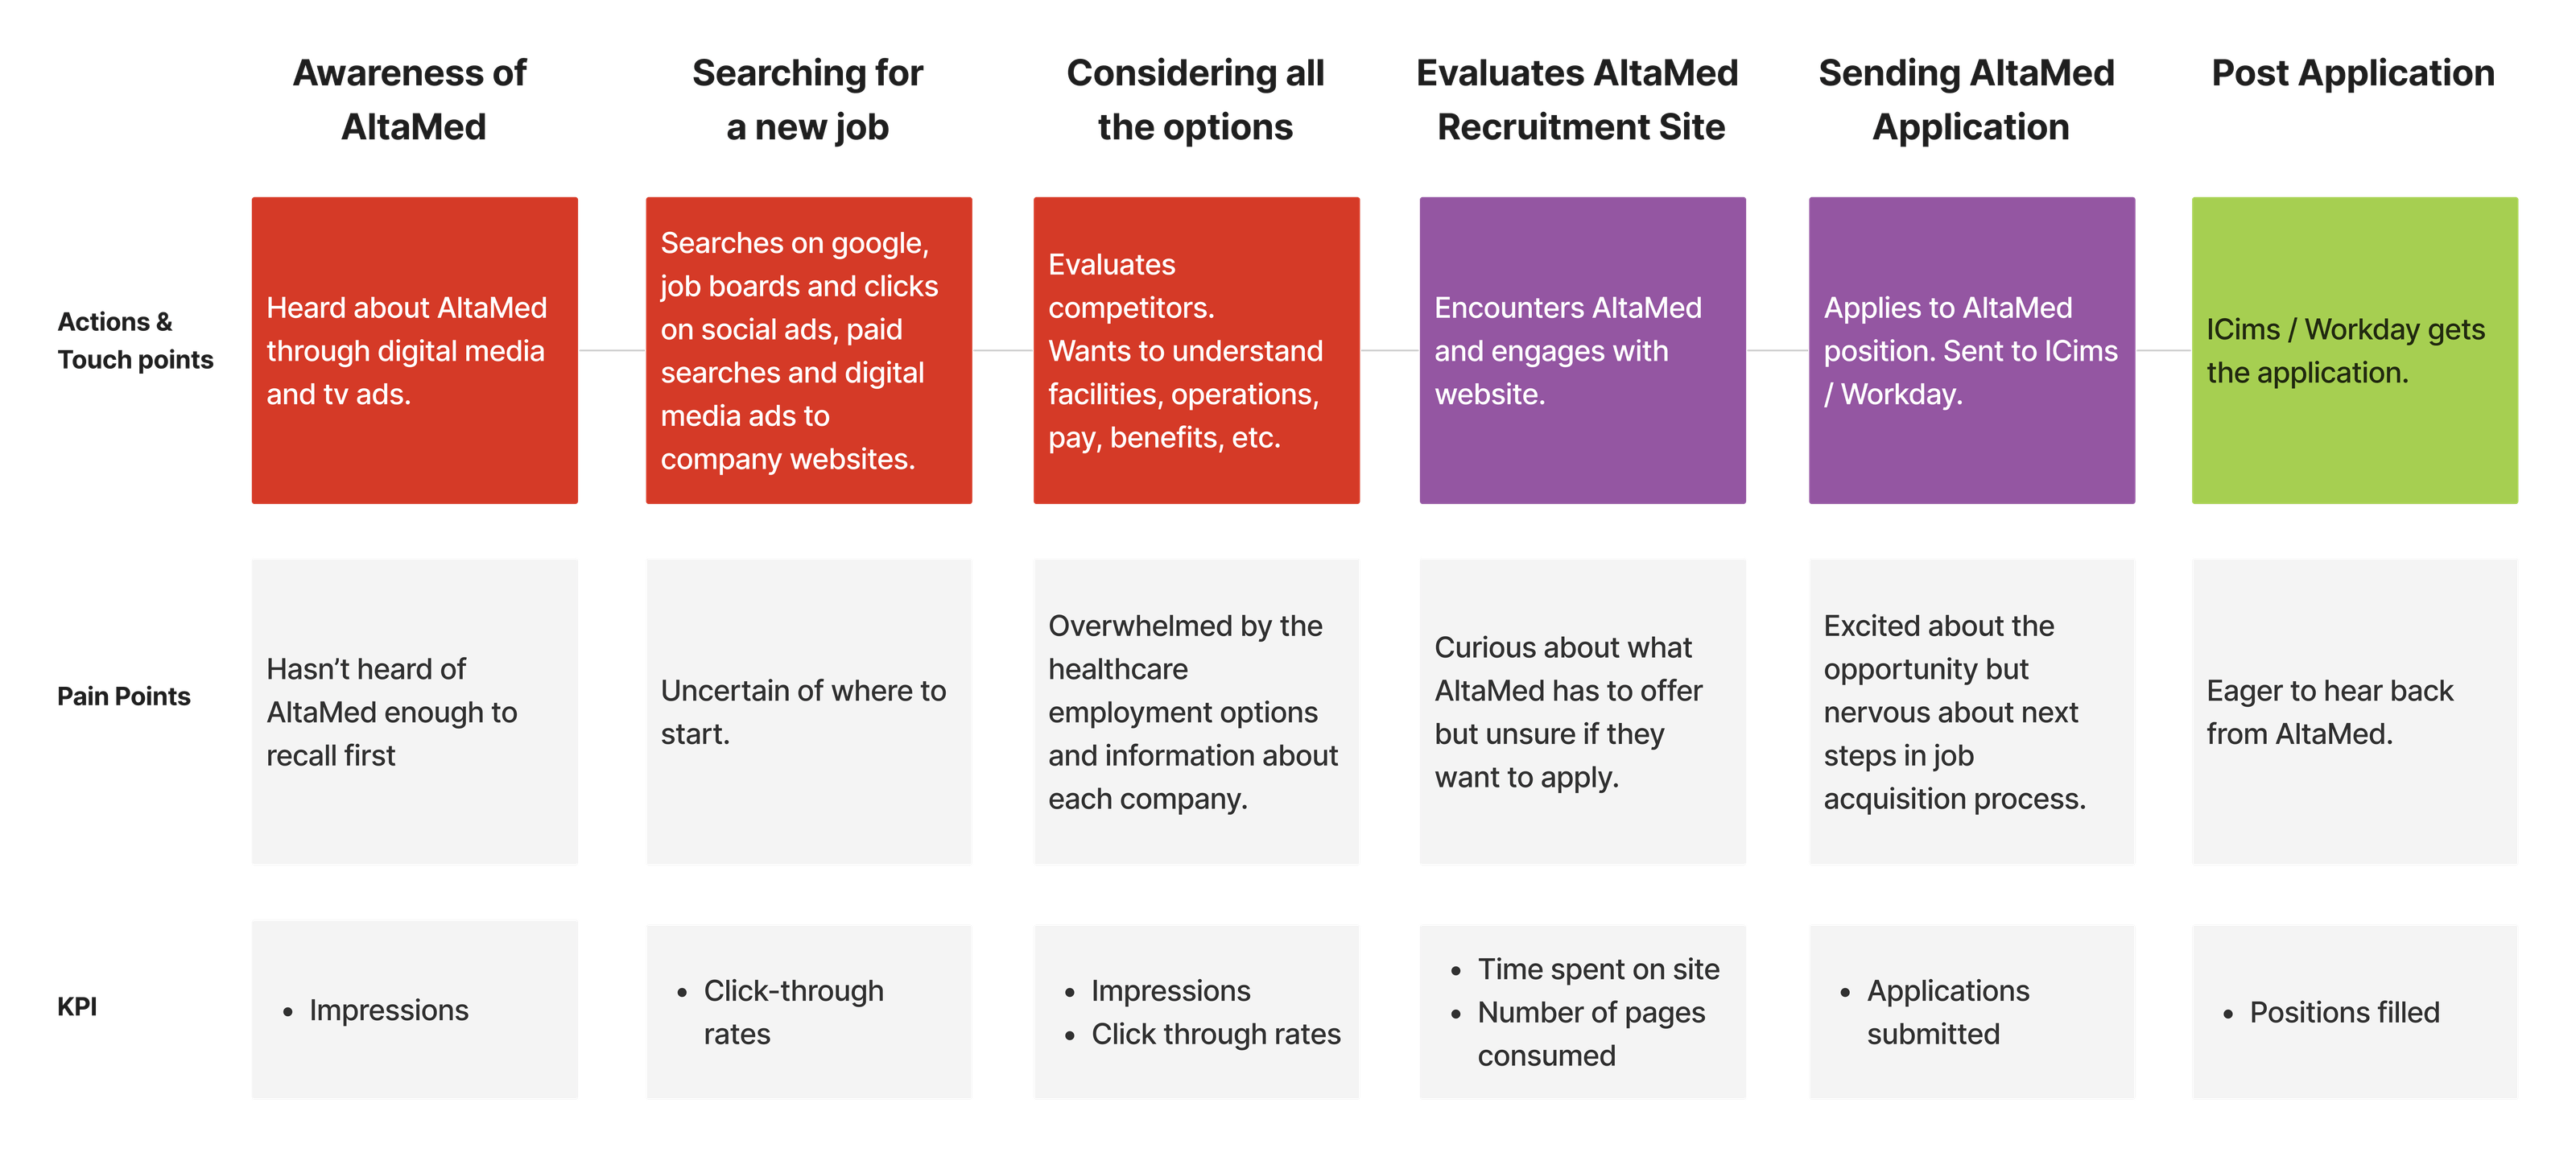 Awareness of
AltaMed
Searching for
a new job
Considering all
the options
Evaluates AltaMed
Recruitment Site
Sending AltaMed
Application
Post Application
Actions &
Touch points
Heard about AltaMed
through digital media
and tv ads.
Searches on google,
job boards and clicks
on social ads, paid
searches and digital
media ads to
company websites.
Evaluates
competitors.
Wants to understand
facilities, operations,
pay, benefits, etc.
Encounters AltaMed
and engages with
website.
Applies to AltaMed
position. Sent to ICims
/ Workday.
ICims / Workday gets
the application.
Pain Points
Hasn’t heard of
AltaMed enough to
recall first
Uncertain of where to
start.
Overwhelmed by the
healthcare
employment options
and information about
each company.
Curious about what
AltaMed has to offer
but unsure if they
want to apply.
Excited about the
opportunity but
nervous about next
steps in job
acquisition process.
Eager to hear back
from AltaMed.
KPI
• Impressions
• Click-through
rates
• Impressions
• Click through rates
• Time spent on site
• Number of pages
consumed
• Applications
submitted
• Positions filled